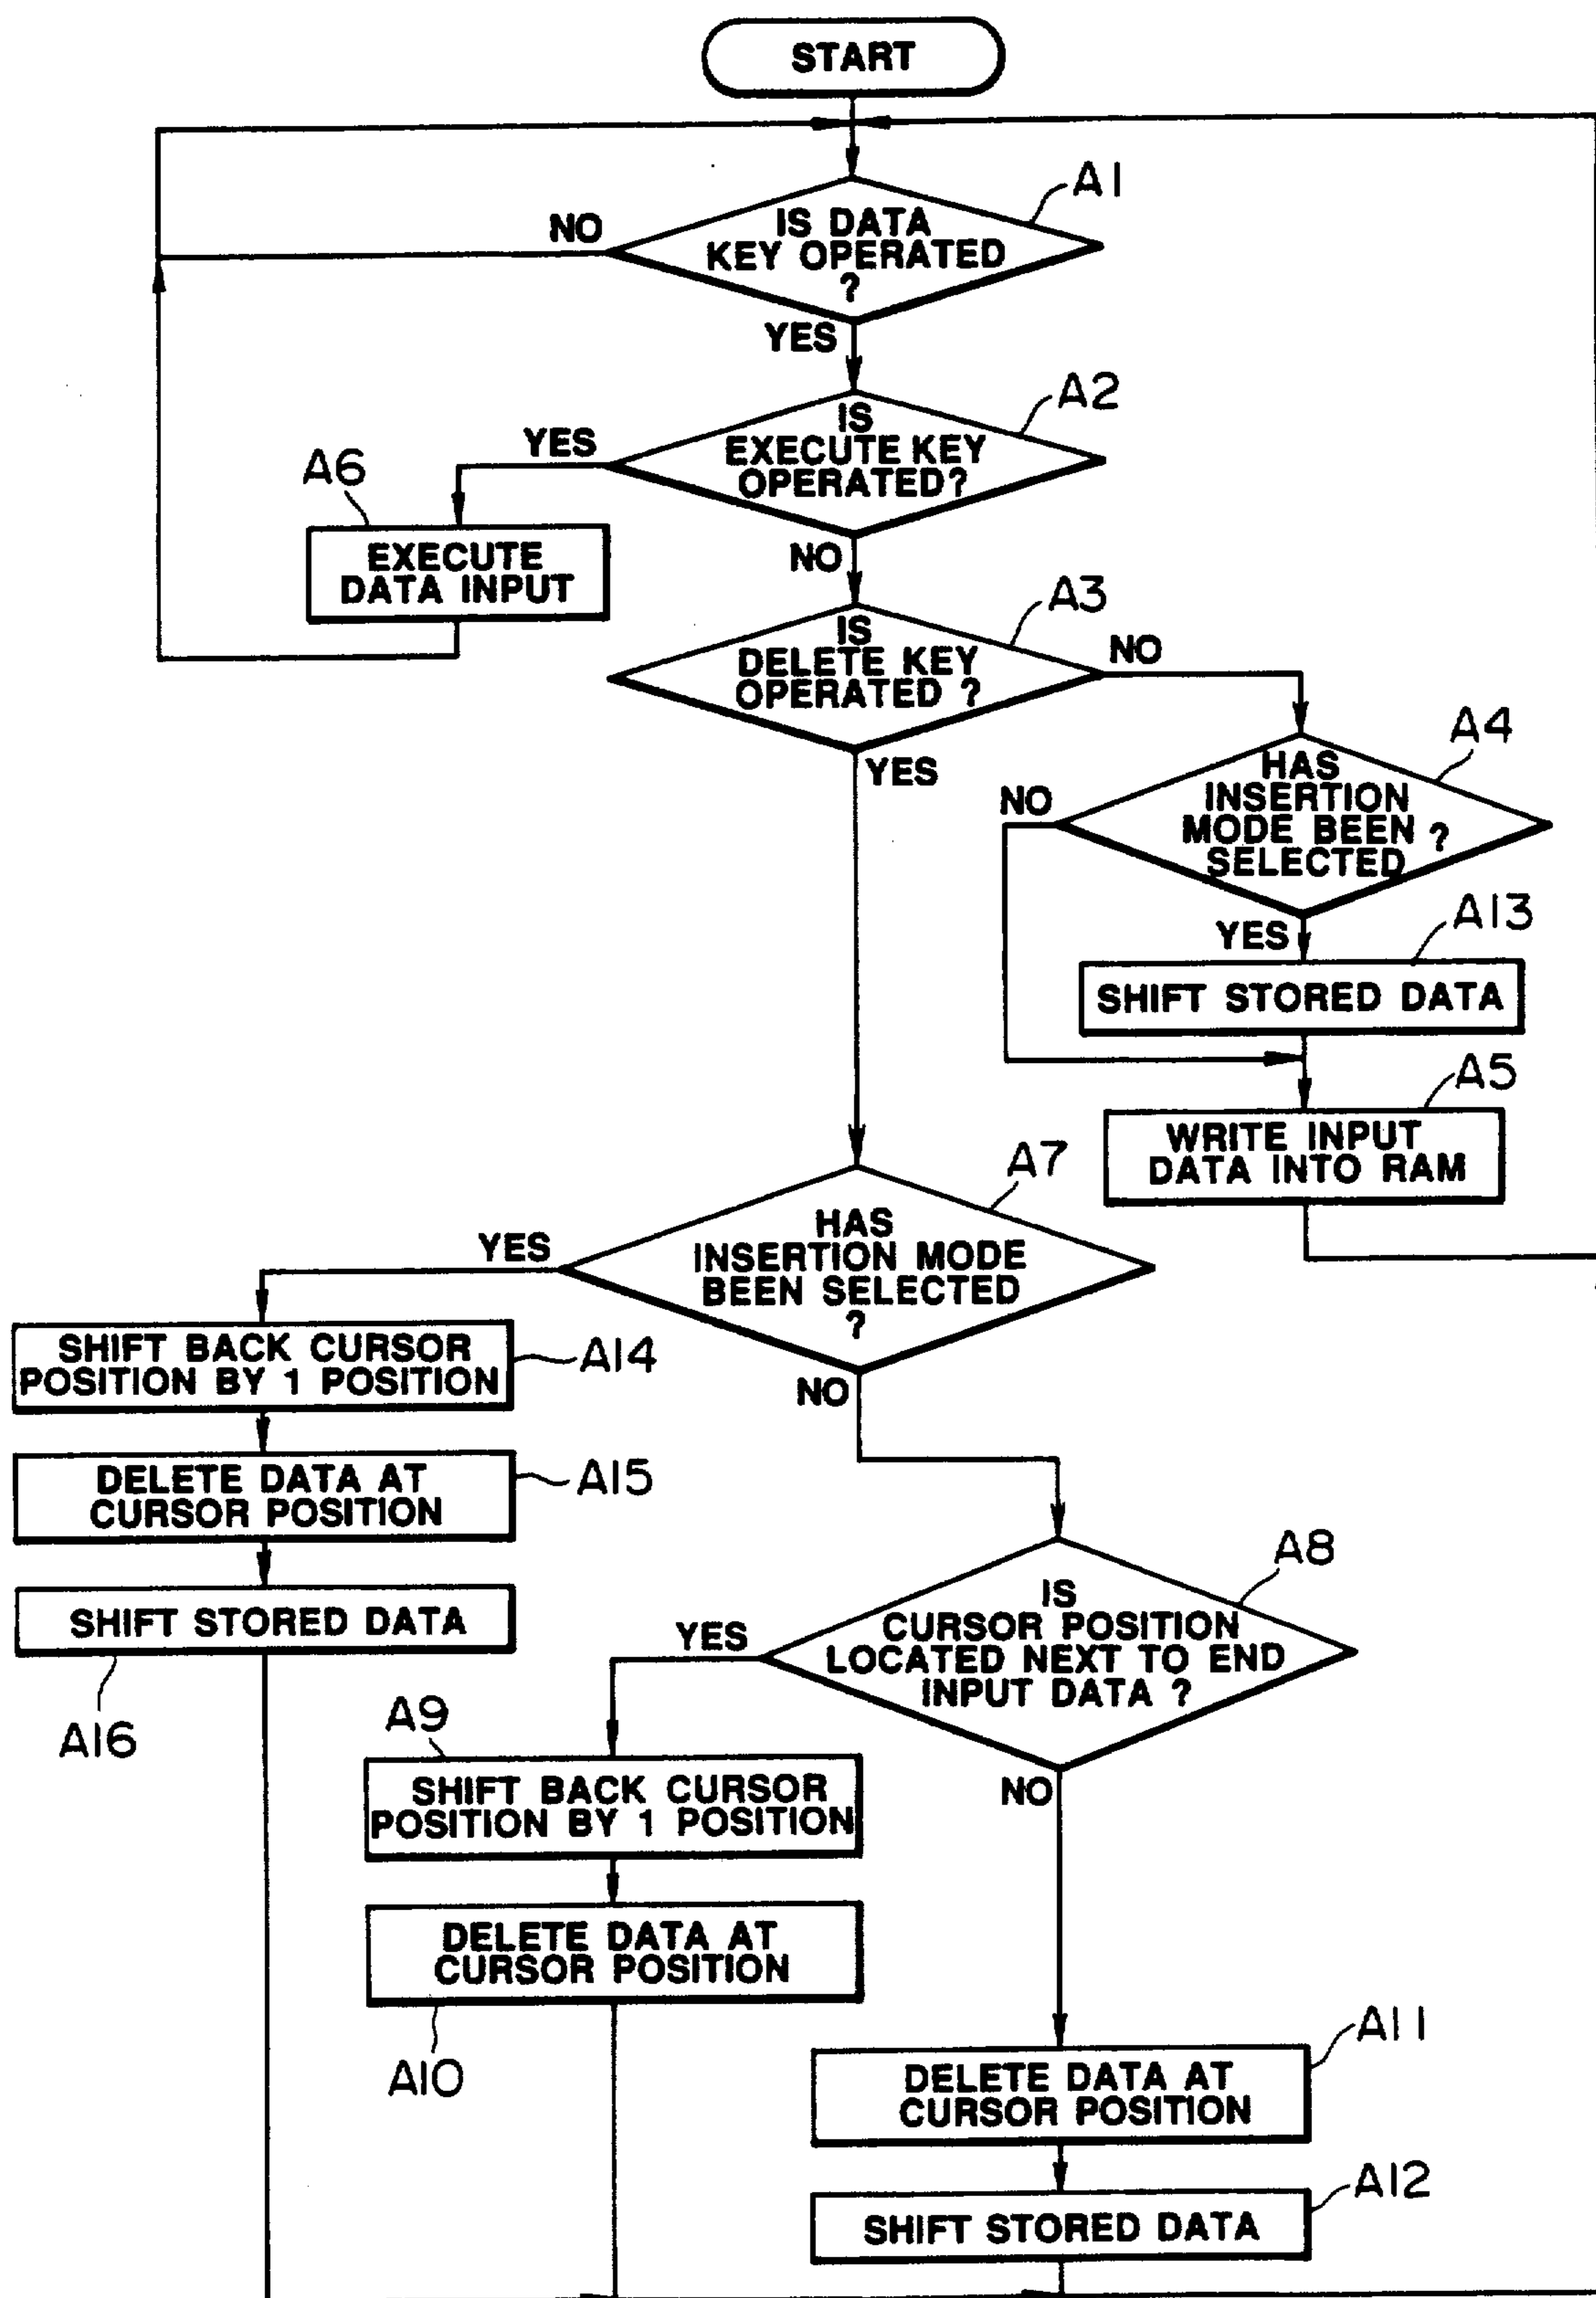 START
A1
IS DATA
KEY OPERATED
?
NO
YES
A2
IS
EXECUTE KEY
OPERATED?
YES
NO
A6
EXECUTE
DATA INPUT
A3
IS
DELETE KEY
OPERATED ?
NO
YES
A4
HAS
INSERTION
MODE BEEN ?
SELECTED
NO
YES
A13
SHIFT STORED DATA
A5
WRITE INPUT
DATA INTO RAM
A7
HAS
INSERTION MODE
BEEN SELECTED
?
YES
NO
SHIFT BACK CURSOR
POSITION BY 1 POSITION
A14
DELETE DATA AT
CURSOR POSITION
A15
SHIFT STORED DATA
A16
A8
IS
CURSOR POSITION
LOCATED NEXT TO END
INPUT DATA ?
YES
NO
A9
SHIFT BACK CURSOR
POSITION BY 1 POSITION
DELETE DATA AT
CURSOR POSITION
A10
A11
DELETE DATA AT
CURSOR POSITION
A12
SHIFT STORED DATA